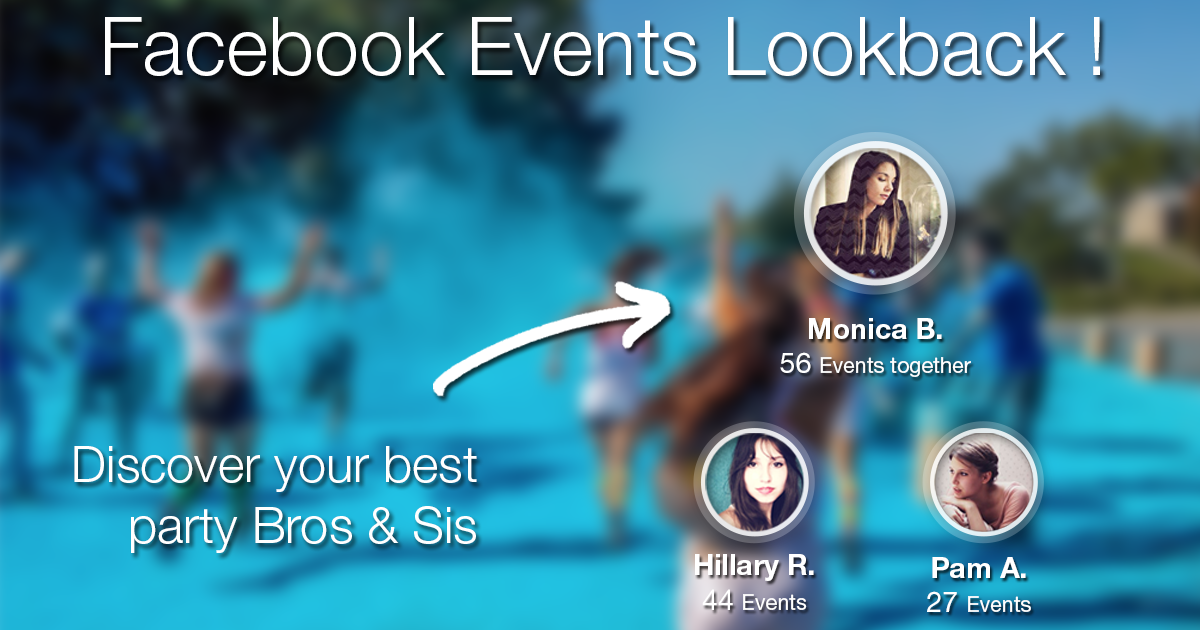 Facebook Events Lookback !
Monica B.
56 Events together
Discover your best
party Bros & Sis
Hillary R.
44 Events
Pam A.
27 Events